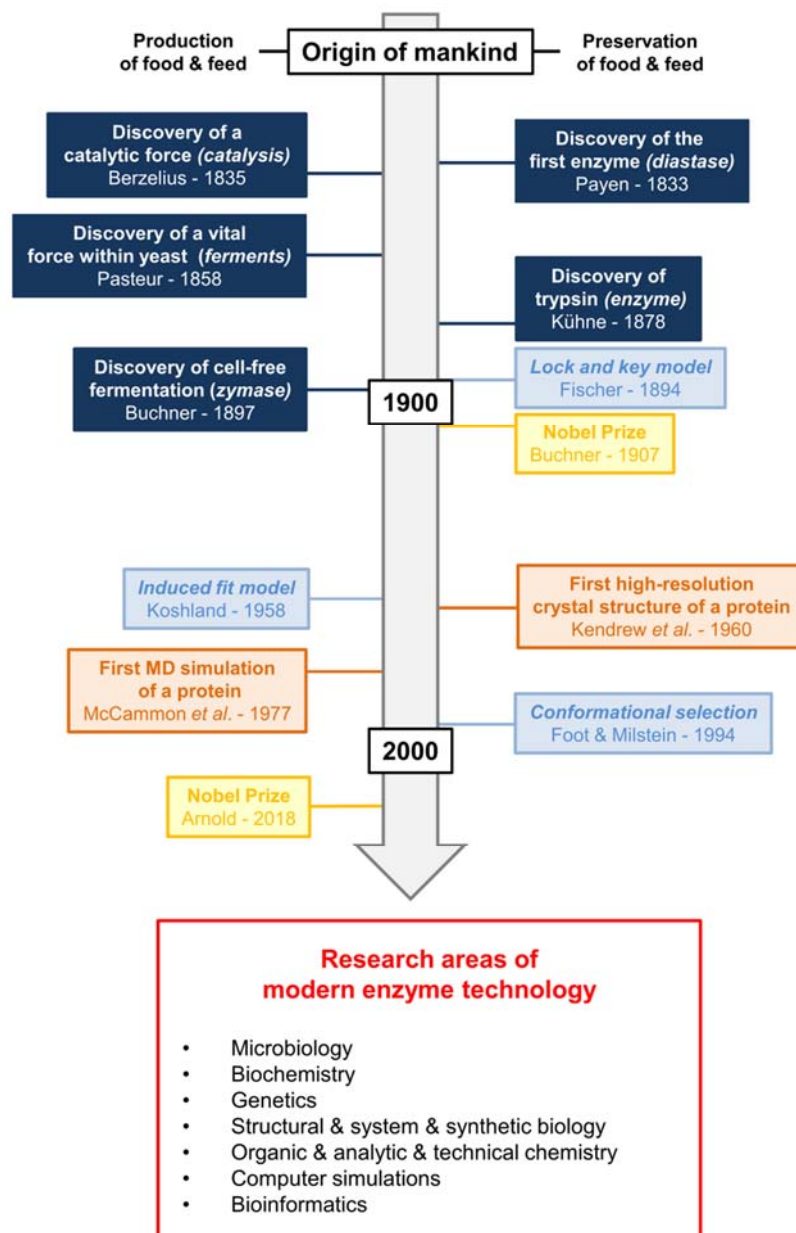 Production
of food & feed
Origin of mankind
Preservation
of food & feed
Discovery of a
catalytic force (catalysis)
Berzelius - 1835
Discovery of the
first enzyme (diastase)
Payen - 1833
Discovery of a vital
force within yeast (ferments)
Pasteur - 1858
Discovery of
trypsin (enzyme)
Kühne - 1878
Discovery of cell-free
fermentation (zymase)
Buchner - 1897
Lock and key model
Fischer - 1894
1900
Nobel Prize
Buchner - 1907
Induced fit model
Koshland - 1958
First high-resolution
crystal structure of a protein
Kendrew et al. - 1960
First MD simulation
of a protein
McCammon et al. - 1977
Conformational selection
Foot & Milstein - 1994
2000
Nobel Prize
Arnold - 2018
Research areas of
modern enzyme technology
• Microbiology
• Biochemistry
• Genetics
• Structural & system & synthetic biology
• Organic & analytic & technical chemistry
• Computer simulations
• Bioinformatics